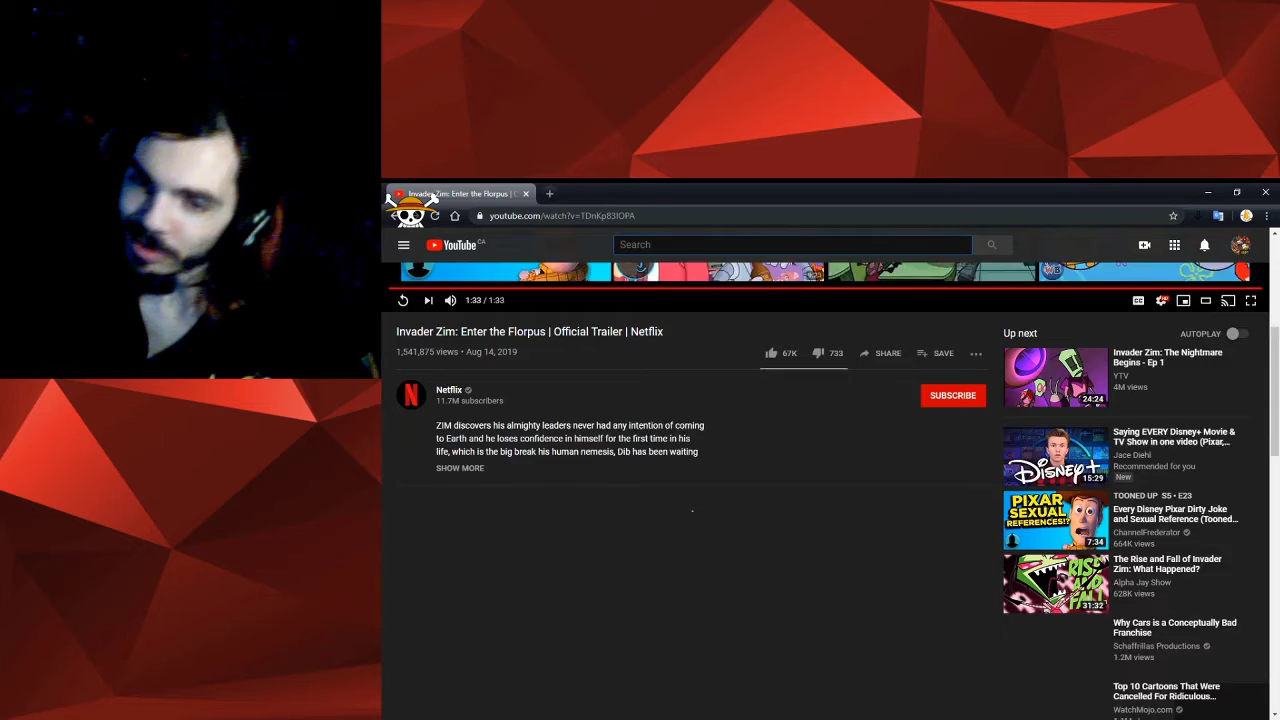 Invader Zim: Enter the Florpus |
youtube.com/watch?v=TDnKp83IOPA
YouTube CA
Search
1:33 / 1:33
CC
HD
Invader Zim: Enter the Florpus | Official Trailer | Netflix
1,541,875 views • Aug 14, 2019
67K
733
SHARE
SAVE
N
Netflix
11.7M subscribers
SUBSCRIBE
ZIM discovers his almighty leaders never had any intention of coming
to Earth and he loses confidence in himself for the first time in his
life, which is the big break his human nemesis, Dib has been waiting
SHOW MORE
Up next
AUTOPLAY
24:24
Invader Zim: The Nightmare
Begins - Ep 1
YTV
4M views
Disney+
15:29
Saying EVERY Disney+ Movie &
TV Show in one video (Pixar,...
Jace Diehl
Recommended for you
New
PIXAR
SEXUAL
REFERENCES!?
7:34
TOONED UP S5 • E23
Every Disney Pixar Dirty Joke
and Sexual Reference (Tooned...
ChannelFrederator
664K views
RISE
AND
FALL
31:32
The Rise and Fall of Invader
Zim: What Happened?
Alpha Jay Show
628K views
Why Cars is a Conceptually Bad
Franchise
Schaffrillas Productions
1.2M views
Top 10 Cartoons That Were
Cancelled For Ridiculous...
WatchMojo.com